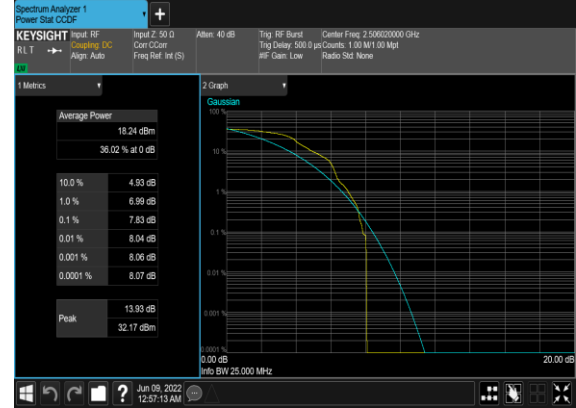 Spectrum Analyzer 1
Power Stat CCDF
KEYSIGHT
RLT
Input: RF
Coupling: DC
Align: Auto
Input Z: 50 Ω
Corr CCorr
Freq Ref: Int (S)
Atten: 40 dB
Trig: RF Burst
Trig Delay: 500.0 µs
#IF Gain: Low
Center Freq: 2.506020000 GHz
Counts: 1.00 M/1.00 Mpt
Radio Std: None
1 Metrics
Average Power
18.24 dBm
36.02 % at 0 dB
10.0 % 4.93 dB
1.0 % 6.99 dB
0.1 % 7.83 dB
0.01 % 8.04 dB
0.001 % 8.06 dB
0.0001 % 8.07 dB
Peak
13.93 dB
32.17 dBm
2 Graph
Gaussian
100 %
10 %
1 %
0.1 %
0.01 %
0.001 %
0.0001 %
0.00 dB 20.00 dB
Info BW 25.000 MHz
Jun 09, 2022
12:57:13 AM